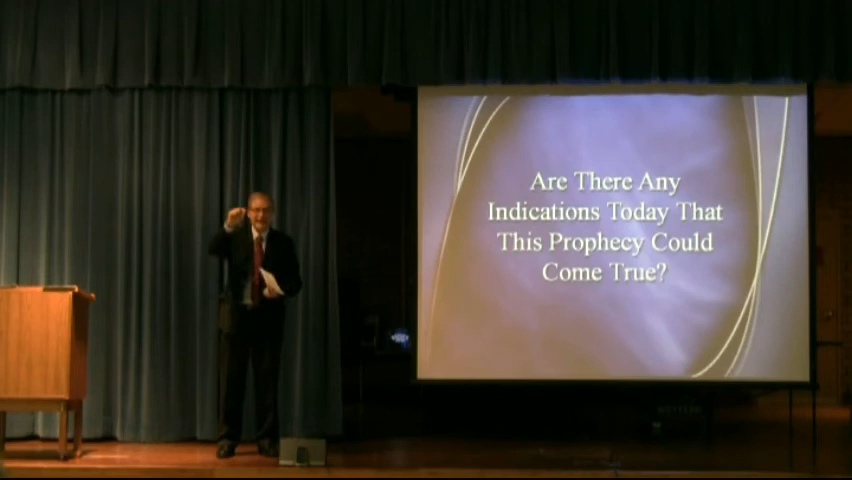 Are There Any
Indications Today That
This Prophecy Could
Come True?